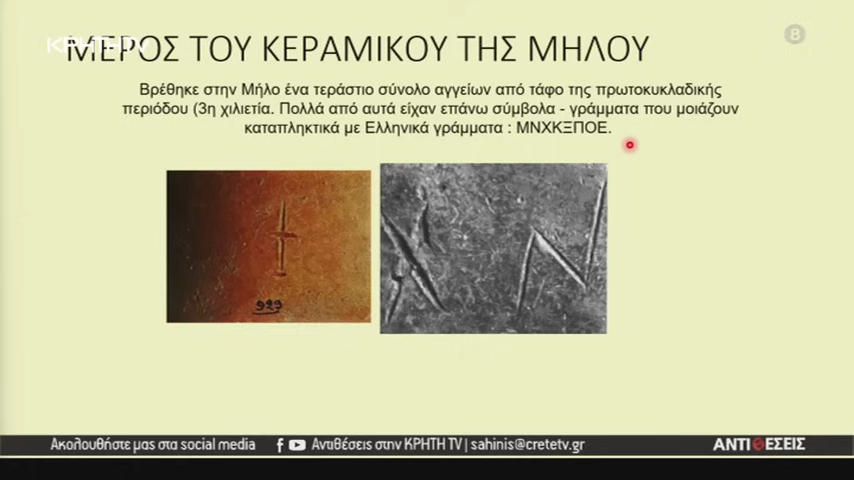 ΚΡΗΤΗ TV
ΜΕΡΟΣ ΤΟΥ ΚΕΡΑΜΙΚΟΥ ΤΗΣ ΜΗΛΟΥ
Βρέθηκε στην Μήλο ένα τεράστιο σύνολο αγγείων από τάφο της πρωτοκυκλαδικής
περιόδου (3η χιλιετία. Πολλά από αυτά είχαν επάνω σύμβολα - γράμματα που μοιάζουν
καταπληκτικά με Ελληνικά γράμματα : ΜΝΧΚΞΠΟΕ.
929
Ακολουθήστε μας στα social media
Αντιθέσεις στην ΚΡΗΤΗ TV | sahinis@cretetv.gr
ΑΝΤΙΘΕΣΕΙΣ